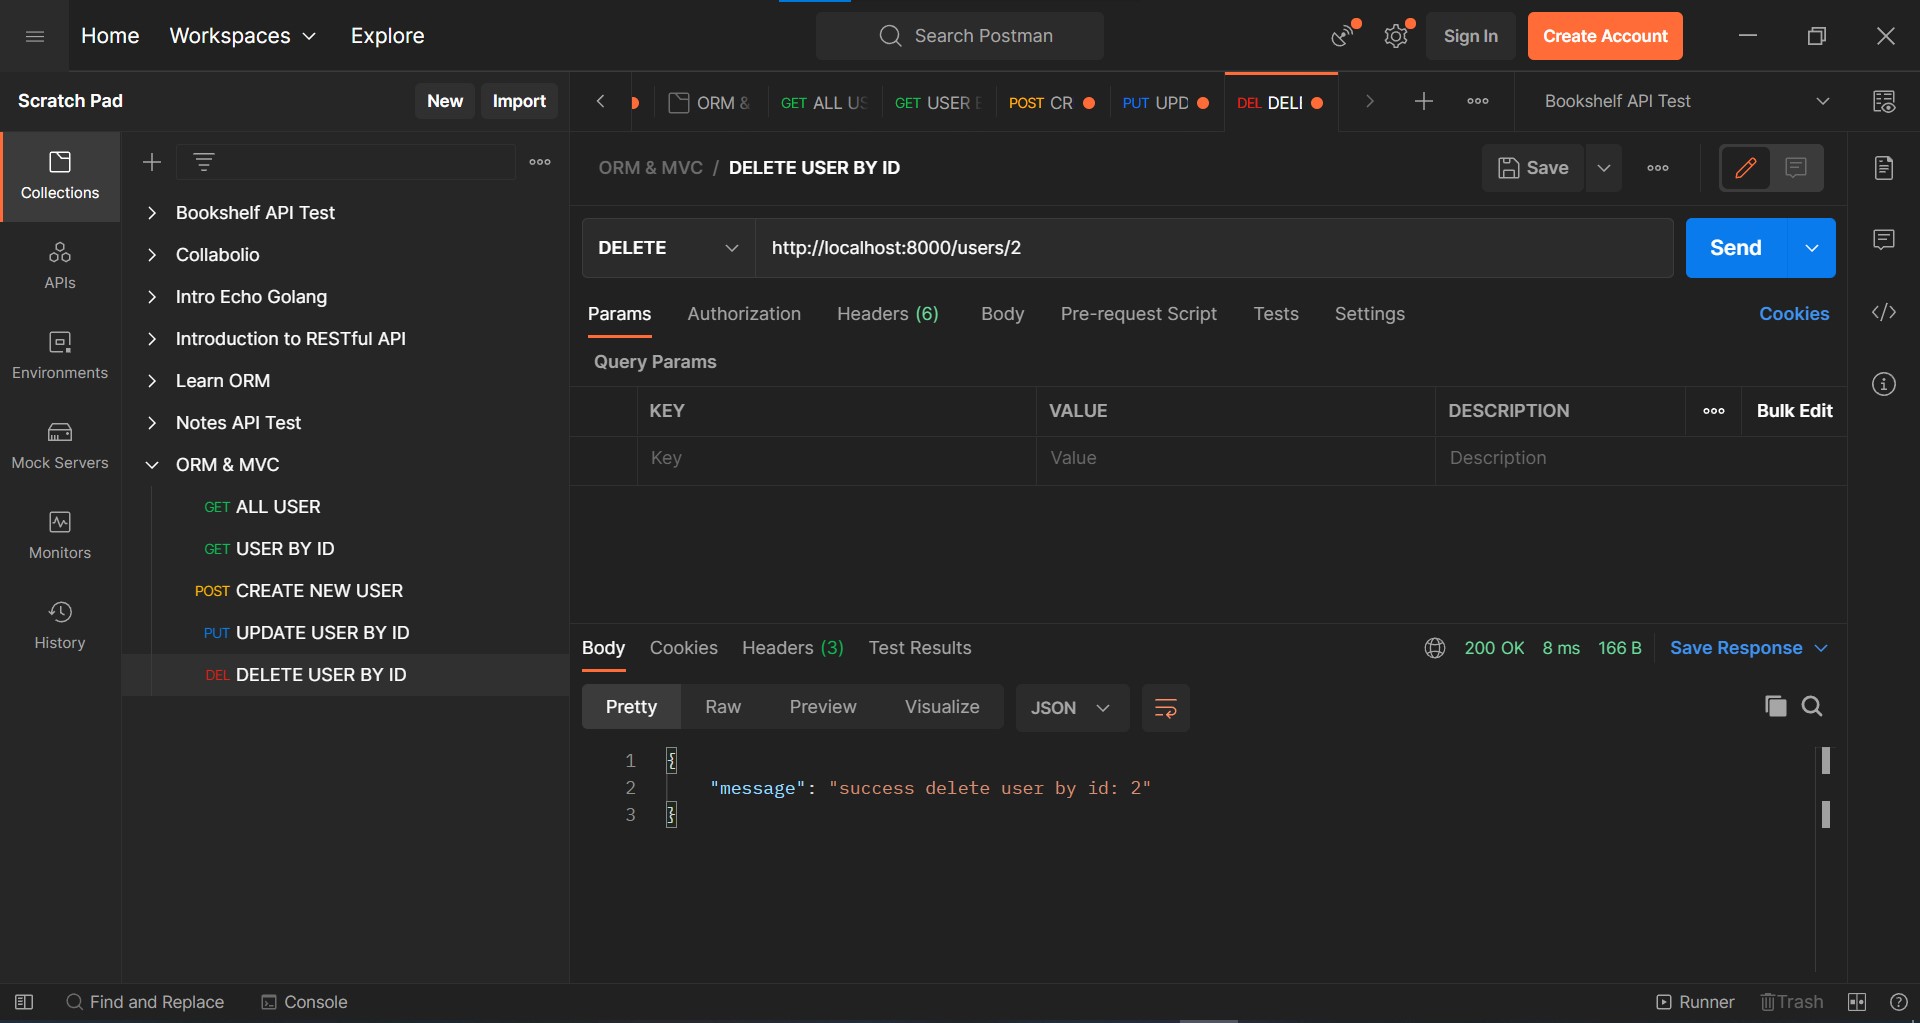 Home Workspaces Explore Search Postman Sign In Create Account
Scratch Pad New Import
ORM & GET ALL US GET USER E POST CR PUT UPD DEL DELI Bookshelf API Test
Collections
APIs
Environments
Mock Servers
Monitors
History
Bookshelf API Test
Collabolio
Intro Echo Golang
Introduction to RESTful API
Learn ORM
Notes API Test
ORM & MVC
GET ALL USER
GET USER BY ID
POST CREATE NEW USER
PUT UPDATE USER BY ID
DEL DELETE USER BY ID
ORM & MVC / DELETE USER BY ID Save
DELETE http://localhost:8000/users/2 Send
Params Authorization Headers (6) Body Pre-request Script Tests Settings Cookies
Query Params
KEY VALUE DESCRIPTION Bulk Edit
Key Value Description
Body Cookies Headers (3) Test Results 200 OK 8 ms 166 B Save Response
Pretty Raw Preview Visualize JSON
1 {
2 "message": "success delete user by id: 2"
3 }
Find and Replace Console Runner Trash